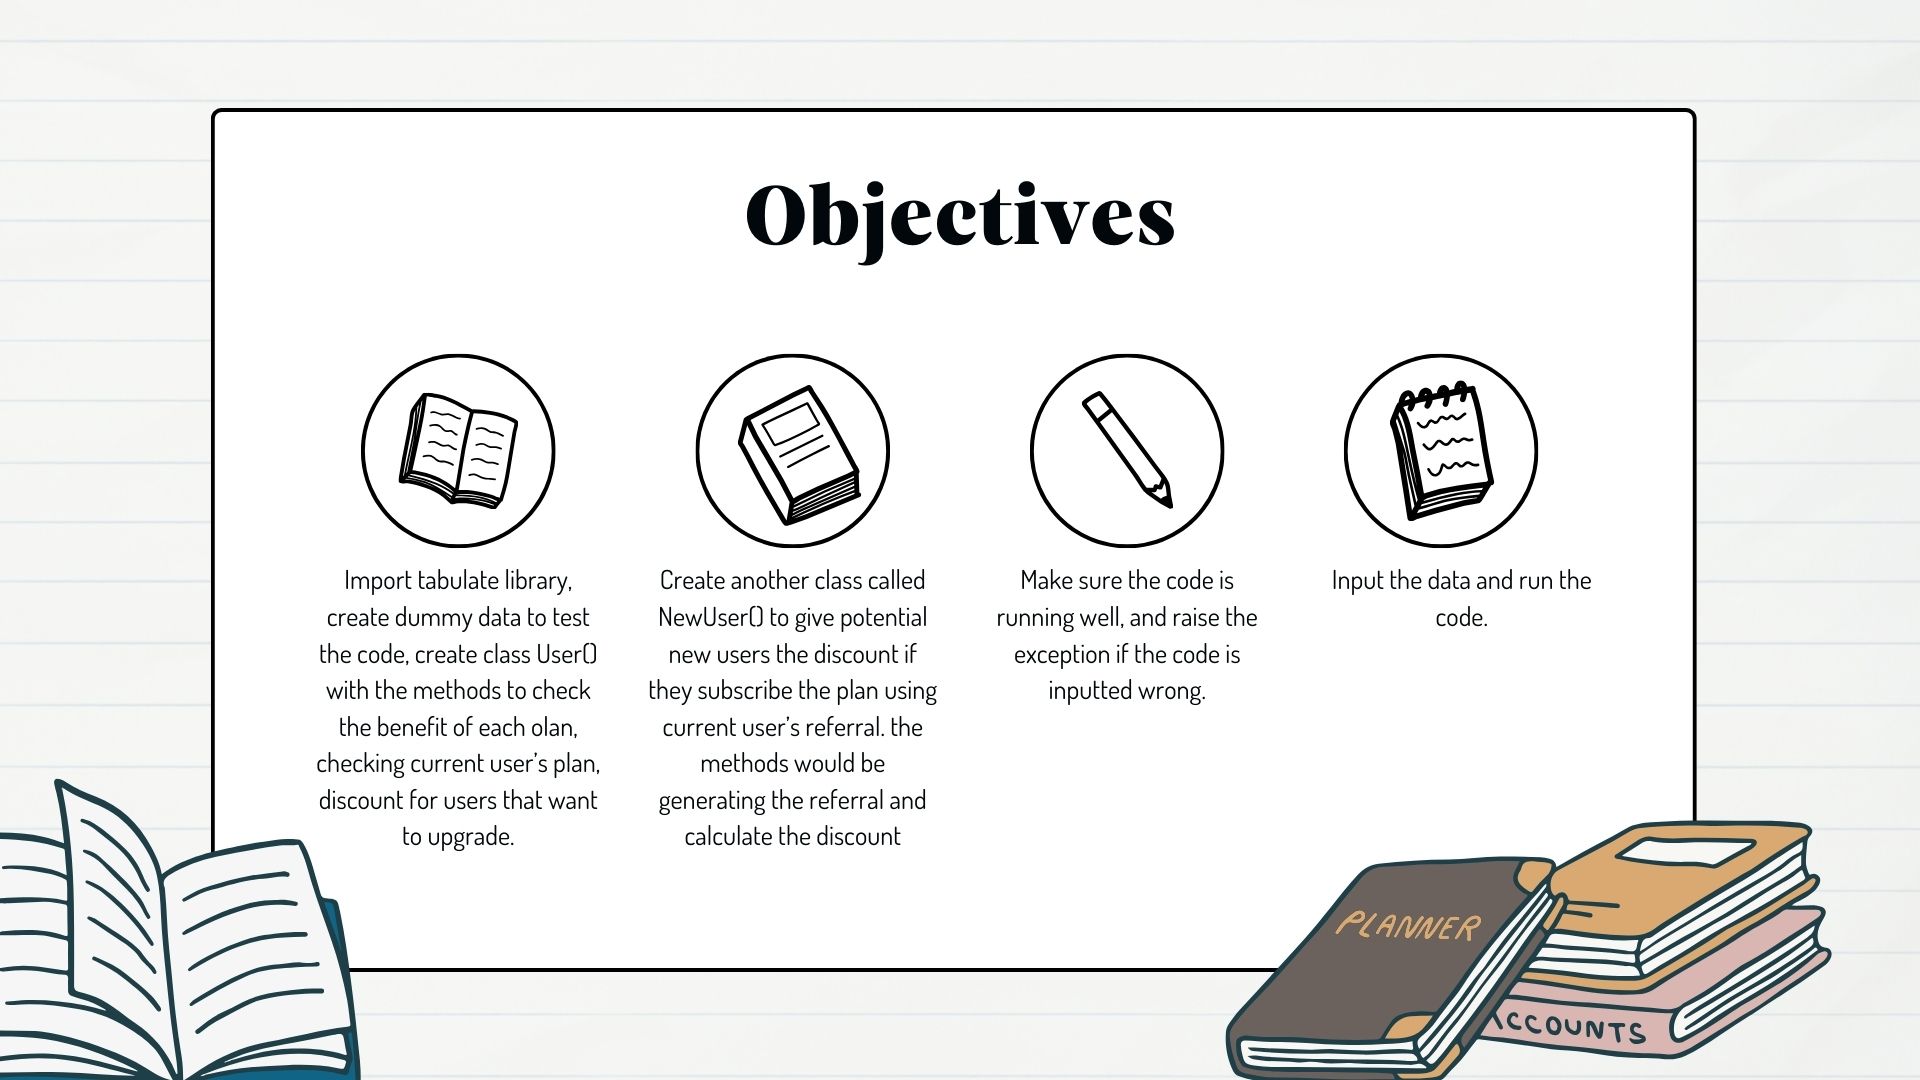 Objectives
Import tabulate library,
create dummy data to test
the code, create class User()
with the methods to check
the benefit of each olan,
checking current user's plan,
discount for users that want
to upgrade.
Create another class called
NewUser() to give potential
new users the discount if
they subscribe the plan using
current user's referral. the
methods would be
generating the referral and
calculate the discount
Make sure the code is
running well, and raise the
exception if the code is
inputted wrong.
Input the data and run the
code.
PLANNER
ACCOUNTS